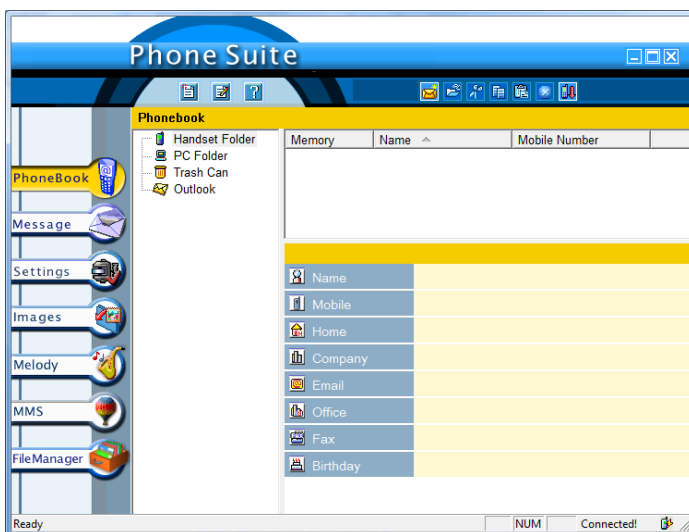 Phone Suite
Phonebook
Handset Folder
PC Folder
Trash Can
Outlook
Memory Name Mobile Number
PhoneBook
Message
Settings
Images
Melody
MMS
FileManager
Name
Mobile
Home
Company
Email
Office
Fax
Birthday
Ready NUM Connected!